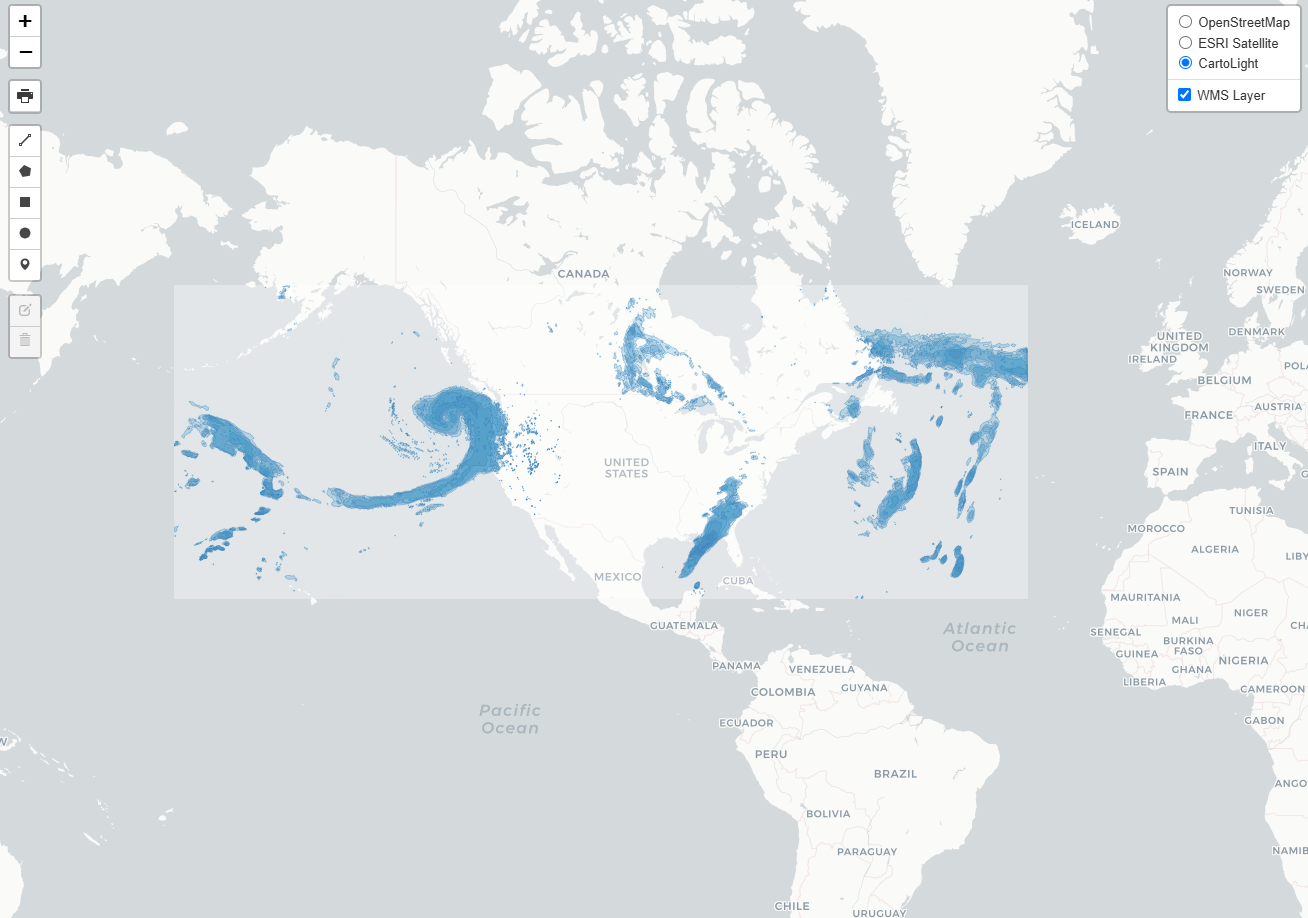 +
−
OpenStreetMap
ESRI Satellite
CartoLight
WMS Layer
ICELAND
CANADA
NORWAY
SWEDEN
UNITED
KINGDOM
DENMARK
IRELAND
POL
BELGIUM
AUSTRIA
FRANCE
ITALY
UNITED
STATES
SPAIN
G
TUNISIA
MOROCCO
ALGERIA
LIBY
MEXICO
CUBA
MAURITANIA
NIGER
MALI
GUATEMALA
Atlantic
Ocean
SENEGAL
BURKINA
FASO
CHA
GUINEA
NIGERIA
GHANA
PANAMA
VENEZUELA
LIBERIA
CAMEROON
COLOMBIA
GUYANA
Pacific
Ocean
ECUADOR
GABON
W
PERU
BRAZIL
ANGO
BOLIVIA
PARAGUAY
NAMIB
CHILE
URUGUAY